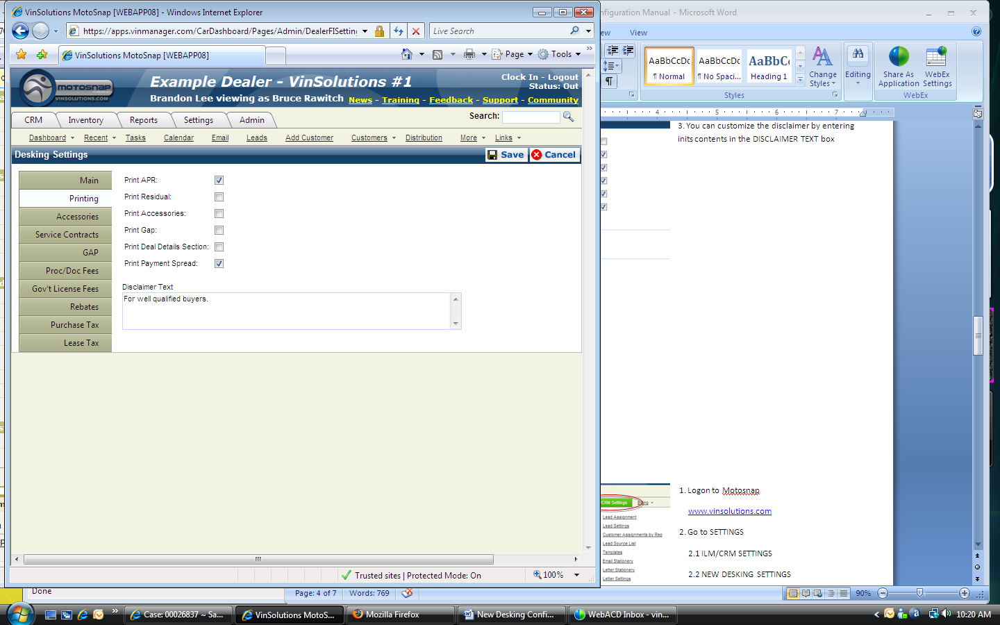 VinSolutions MotoSnap [WEBAPP08] - Windows Internet Explorer
https://apps.vinmanager.com/CarDashboard/Pages/Admin/DealerFISetting
Live Search
VinSolutions MotoSnap [WEBAPP08]
Page
Tools
MOTOSNAP
VINSOLUTIONS.COM
Example Dealer - VinSolutions #1
Clock In - Logout
Status: Out
Brandon Lee viewing as Bruce Rawitch
News - Training - Feedback - Support - Community
CRM Inventory Reports Settings Admin
Search:
Dashboard Recent Tasks Calendar Email Leads Add Customer Customers Distribution More Links
Desking Settings
Save Cancel
Main
Printing
Accessories
Service Contracts
GAP
Proc/Doc Fees
Gov't License Fees
Rebates
Purchase Tax
Lease Tax
Print APR:
Print Residual:
Print Accessories:
Print Gap:
Print Deal Details Section:
Print Payment Spread:
Disclaimer Text
For well qualified buyers.
Trusted sites | Protected Mode: On
100%
nfiguration Manual - Microsoft Word
ew View
AaBbCcDc
¶ Normal
AaBbCcDc
¶ No Spaci...
AaBbC
Heading 1
Change
Styles
Editing
Share As
Application
WebEx
Settings
Styles
WebEx
4 5 6 7
3. You can customize the disclaimer by entering
inits contents in the DISCLAIMER TEXT box
/CRM Settings
Lead Assignment
Lead Settings
Customer Assignments by Rep
Lead Source List
Templates
Email Stationery
Letter Stationery
Letter Settings
1. Logon to Motosnap
www.vinsolutions.com
2. Go to SETTINGS
2.1 ILM/CRM SETTINGS
2.2 NEW DESKING SETTINGS
Done
Page: 4 of 7
Words: 769
90%
Case: 00026837 ~ Sa...
VinSolutions MotoS...
Mozilla Firefox
New Desking Confi...
WebACD Inbox - vin...
10:20 AM